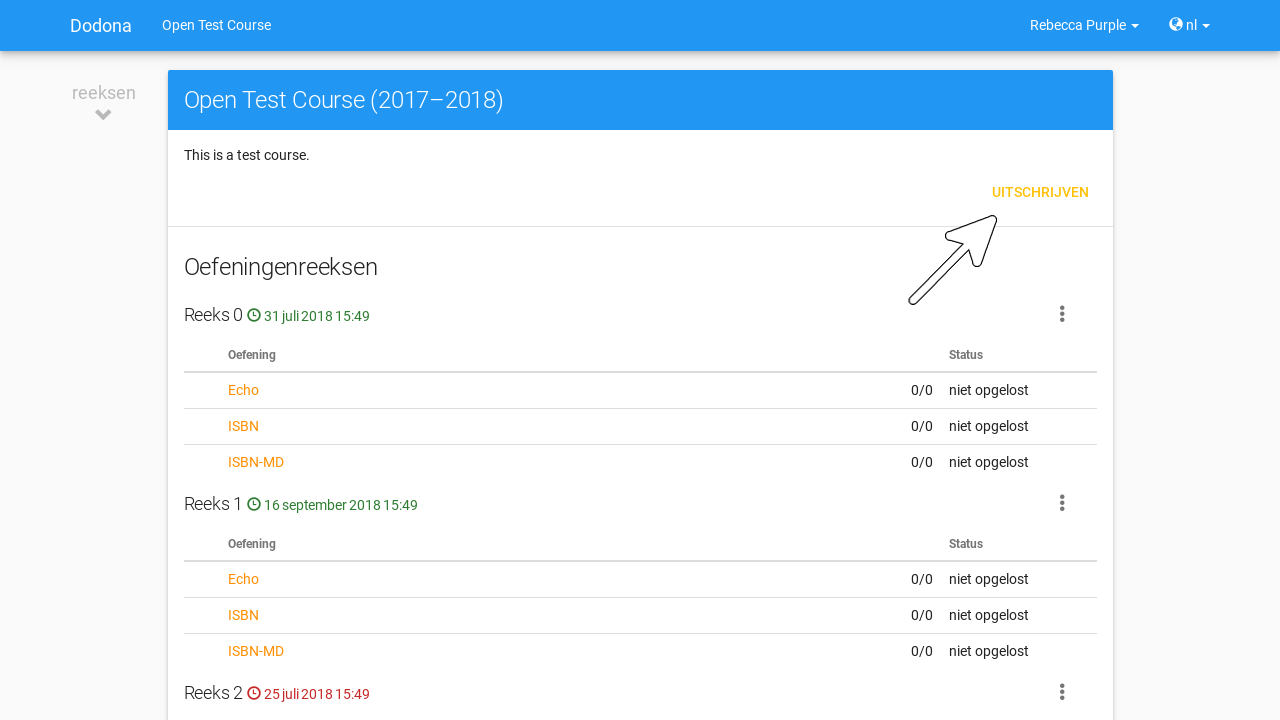 Dodona Open Test Course Rebecca Purple nl
reeksen
Open Test Course (2017–2018)
This is a test course.
UITSCHRIJVEN
Oefeningenreeksen
Reeks 0 31 juli 2018 15:49
Oefening Status
Echo 0/0 niet opgelost
ISBN 0/0 niet opgelost
ISBN-MD 0/0 niet opgelost
Reeks 1 16 september 2018 15:49
Oefening Status
Echo 0/0 niet opgelost
ISBN 0/0 niet opgelost
ISBN-MD 0/0 niet opgelost
Reeks 2 25 juli 2018 15:49